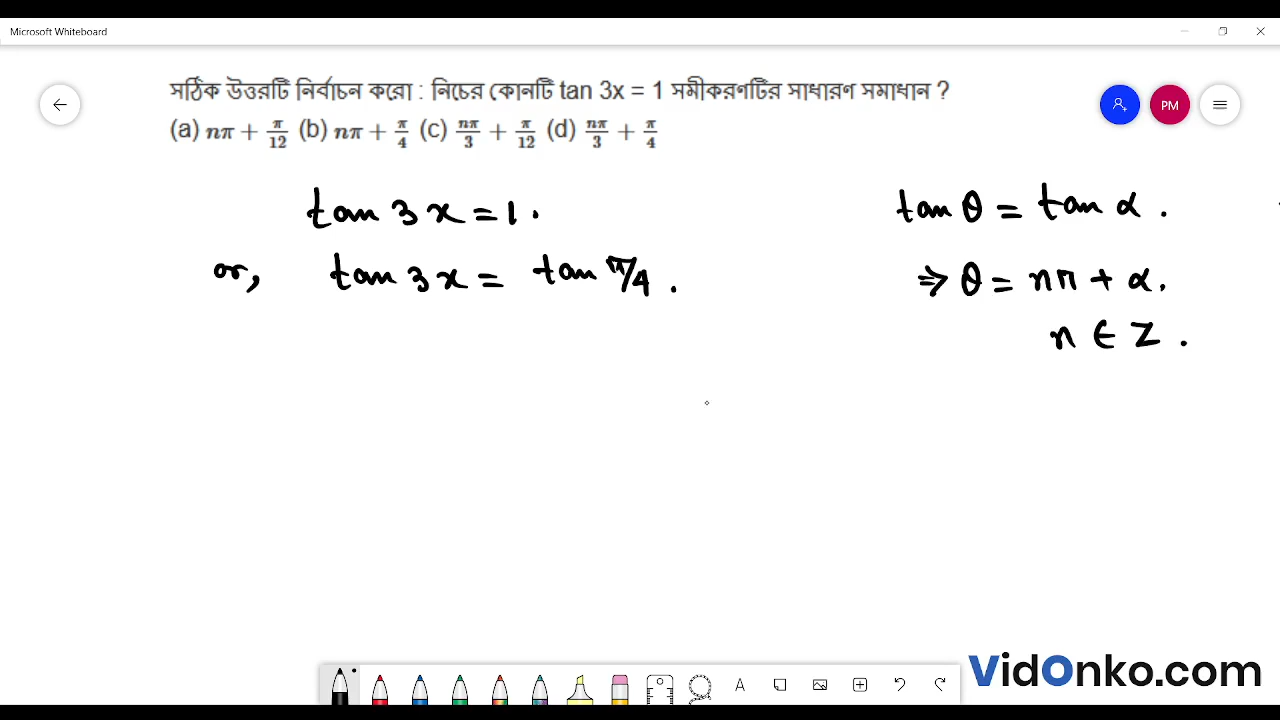 Microsoft Whiteboard
সঠিক উত্তরটি নির্বাচন করো : নিচের কোনটি tan 3x = 1 সমীকরণটির সাধারণ সমাধান ?
PM
(a) nπ + π/12 (b) nπ + π/4 (c) nπ/3 + π/12 (d) nπ/3 + π/4
tan 3x = 1.
tan θ = tan α.
or, tan 3x = tan π/4.
⇒ θ = nπ + α.
n ∈ Z.
VidOnko.com